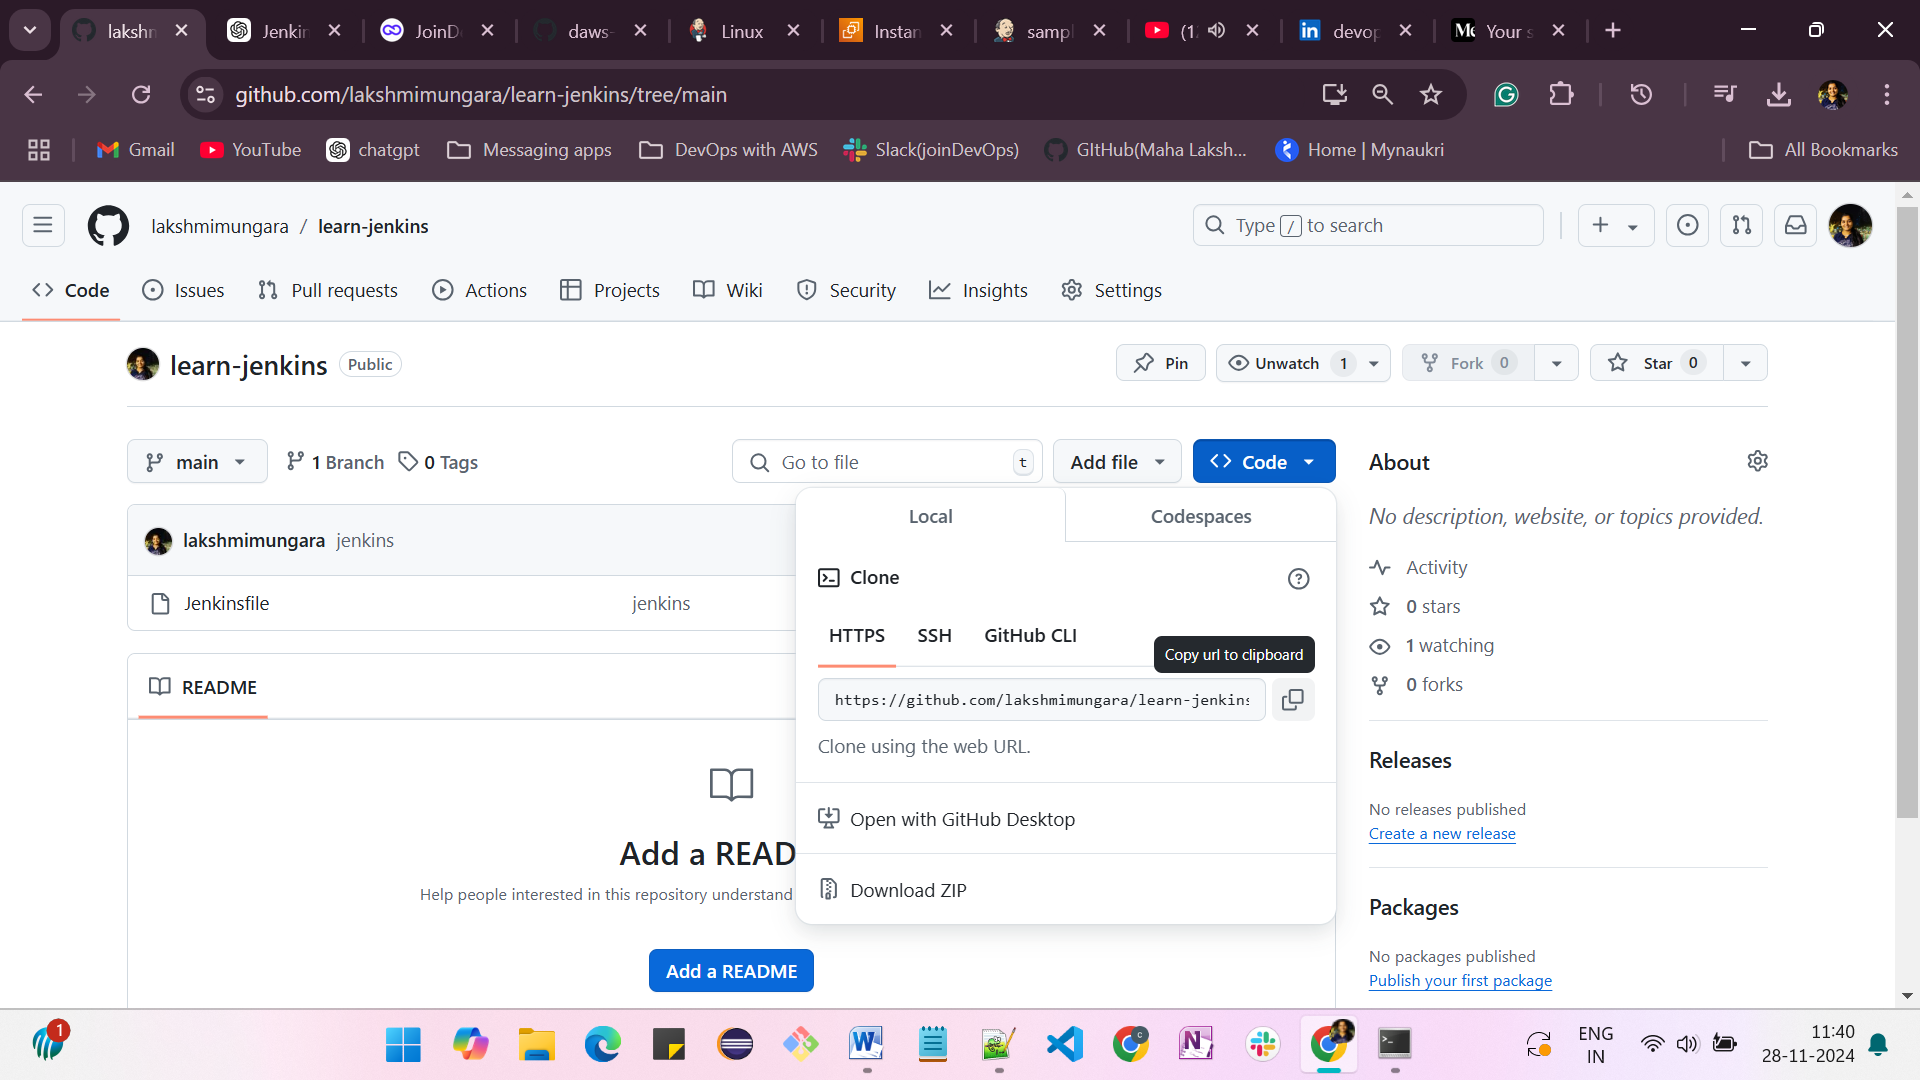 lakshm
Jenkin
JoinD
daws-
Linux
Instan
sampl
(1
devop
Your s
github.com/lakshmimungara/learn-jenkins/tree/main
Gmail
YouTube
chatgpt
Messaging apps
DevOps with AWS
Slack(joinDevOps)
GItHub(Maha Laksh...
Home | Mynaukri
All Bookmarks
lakshmimungara / learn-jenkins
Type / to search
Code
Issues
Pull requests
Actions
Projects
Wiki
Security
Insights
Settings
learn-jenkins
Public
Pin
Unwatch 1
Fork 0
Star 0
main
1 Branch
0 Tags
Go to file
t
Add file
Code
About
No description, website, or topics provided.
Activity
0 stars
1 watching
0 forks
lakshmimungara jenkins
Jenkinsfile
jenkins
Local
Codespaces
Clone
HTTPS
SSH
GitHub CLI
Copy url to clipboard
https://github.com/lakshmimungara/learn-jenkins
Clone using the web URL.
Open with GitHub Desktop
Download ZIP
README
Add a READ
Help people interested in this repository understand
Add a README
Releases
No releases published
Create a new release
Packages
No packages published
Publish your first package
1
ENG
IN
11:40
28-11-2024